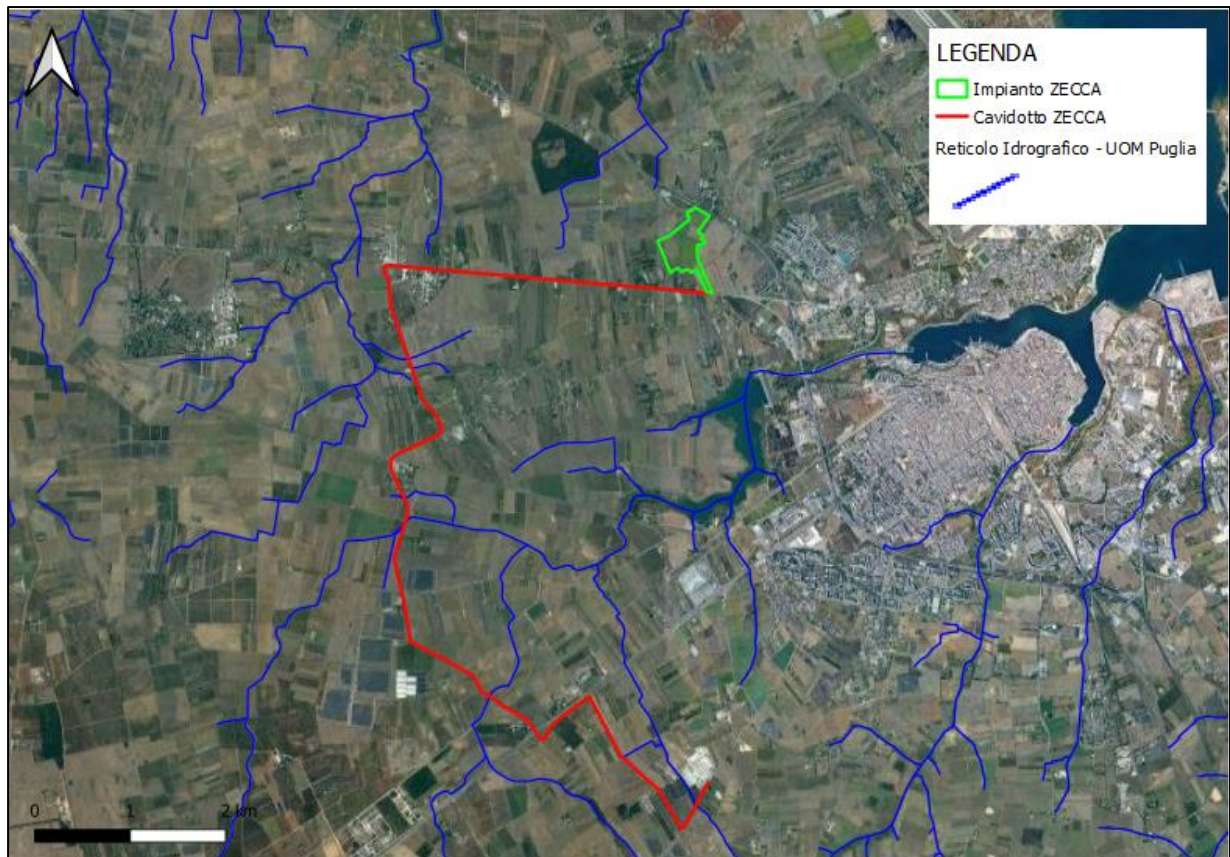 LEGENDA
Impianto ZECCA
Cavidotto ZECCA
Reticolo Idrografico - UOM Puglia
0 1 2 km